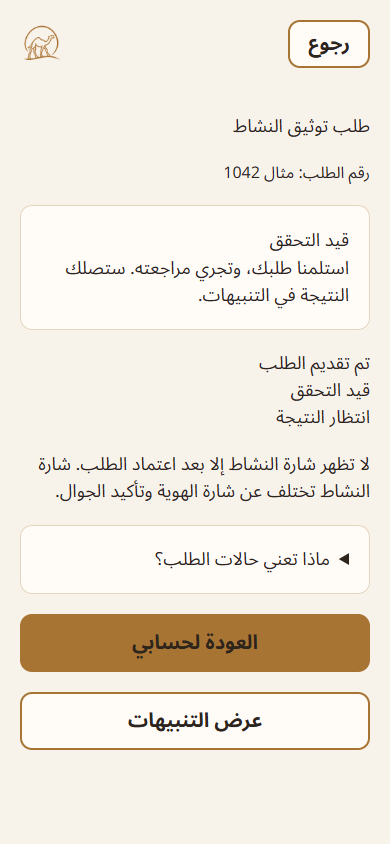 رجوع
طلب توثيق النشاط
رقم الطلب: مثال 1042
قيد التحقق
استلمنا طلبك، وتجري مراجعته. ستصلك
النتيجة في التنبيهات.
تم تقديم الطلب
قيد التحقق
انتظار النتيجة
لا تظهر شارة النشاط إلا بعد اعتماد الطلب. شارة
النشاط تختلف عن شارة الهوية وتأكيد الجوال.
ماذا تعني حالات الطلب؟
العودة لحسابي
عرض التنبيهات